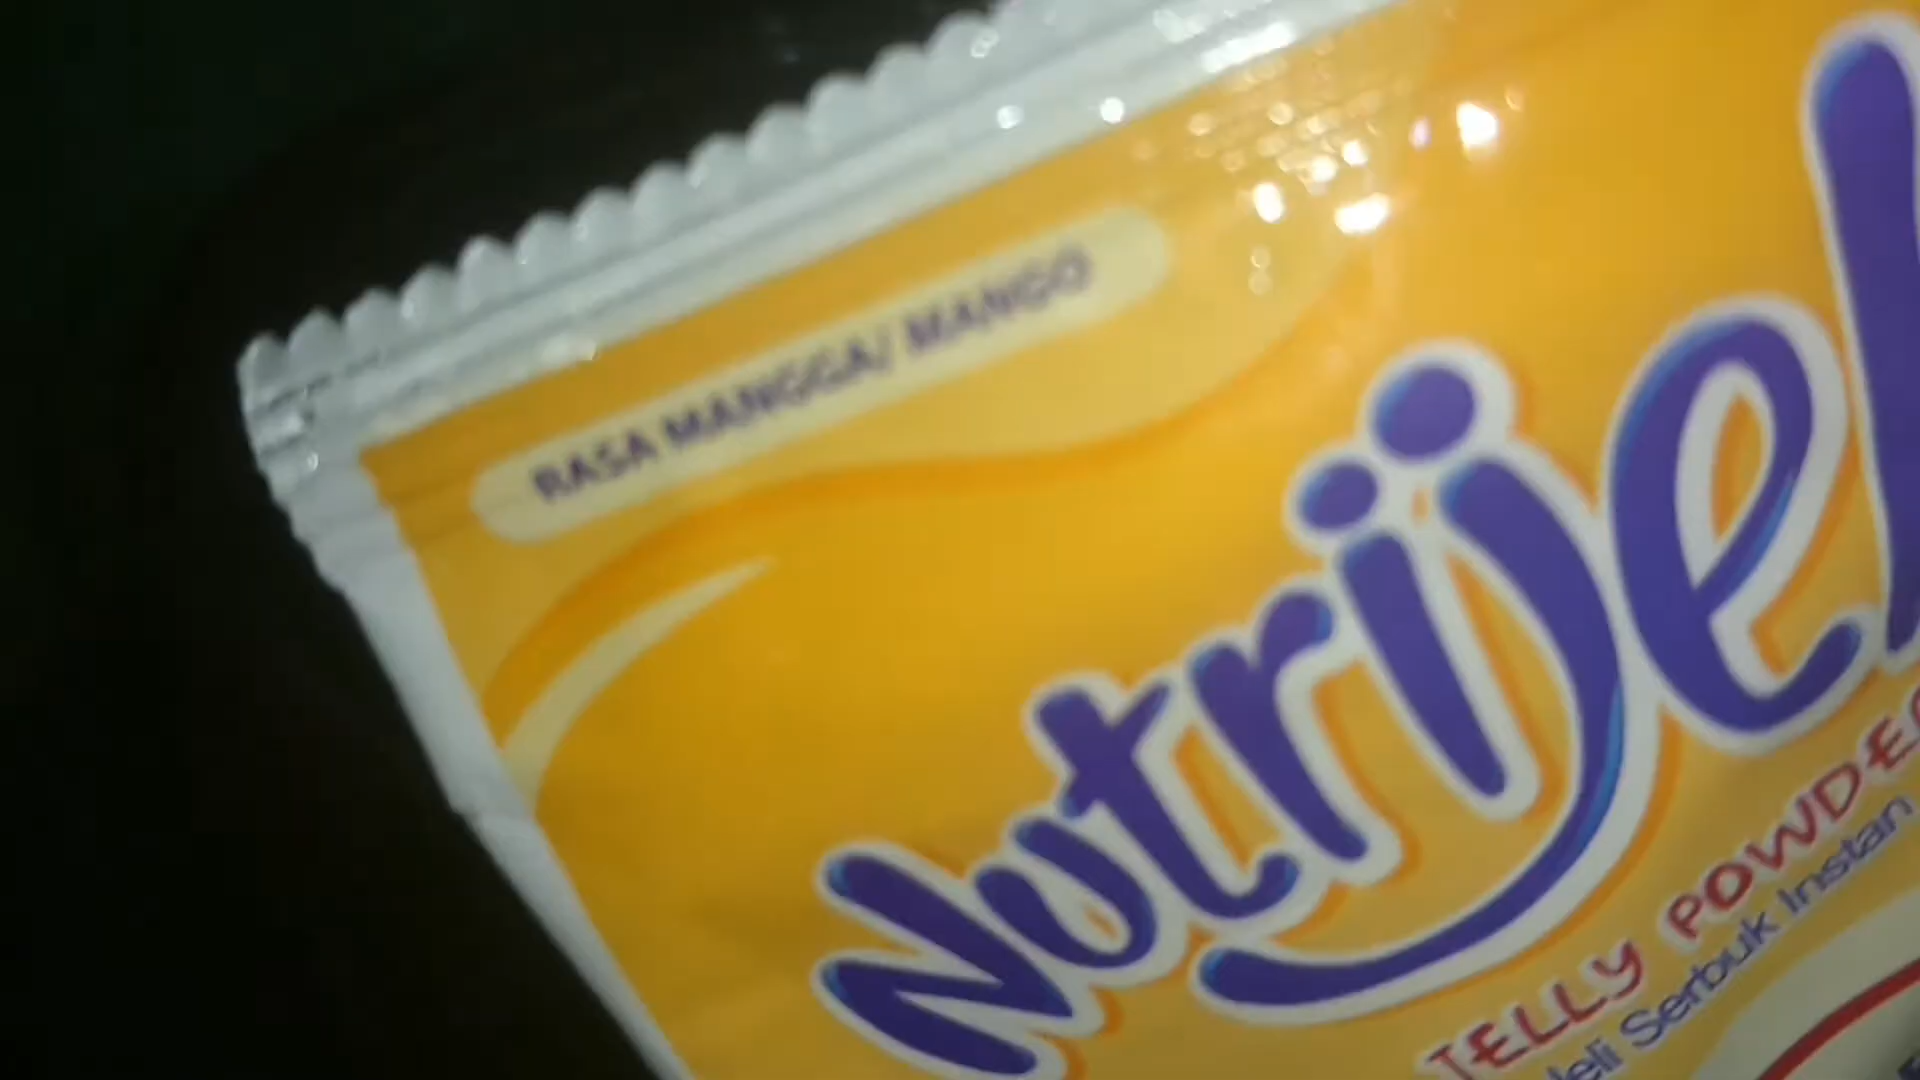 RASA MANGGA/ MANGO
Nutrijel
JELLY POWDER
Jeli Serbuk Instan